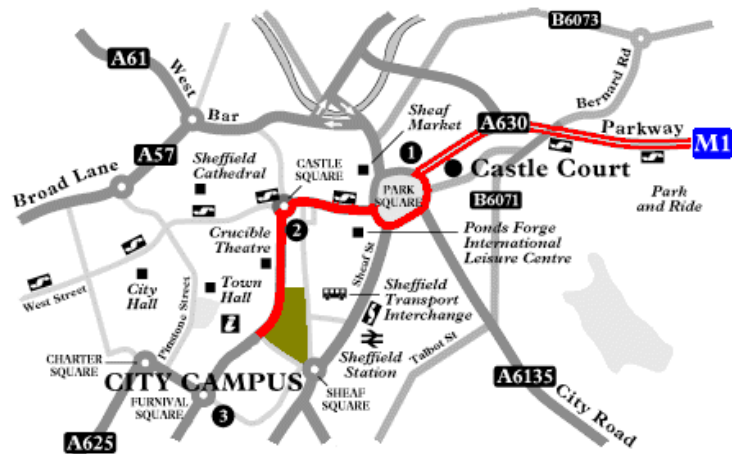 B6073
A61
West
Bar
Bernard Rd
Sheaf
Market
A630
Parkway
M1
1
A57
Broad Lane
Sheffield
Cathedral
CASTLE
SQUARE
Castle Court
PARK
SQUARE
B6071
Park
and Ride
2
Crucible
Theatre
Ponds Forge
International
Leisure Centre
Sheaf St
West Street
City
Hall
Pinstone Street
Town
Hall
i
Sheffield
Transport
Interchange
Sheffield
Station
Talbot St
CHARTER
SQUARE
CITY CAMPUS
FURNIVAL
SQUARE
3
SHEAF
SQUARE
A6135
City Road
A625